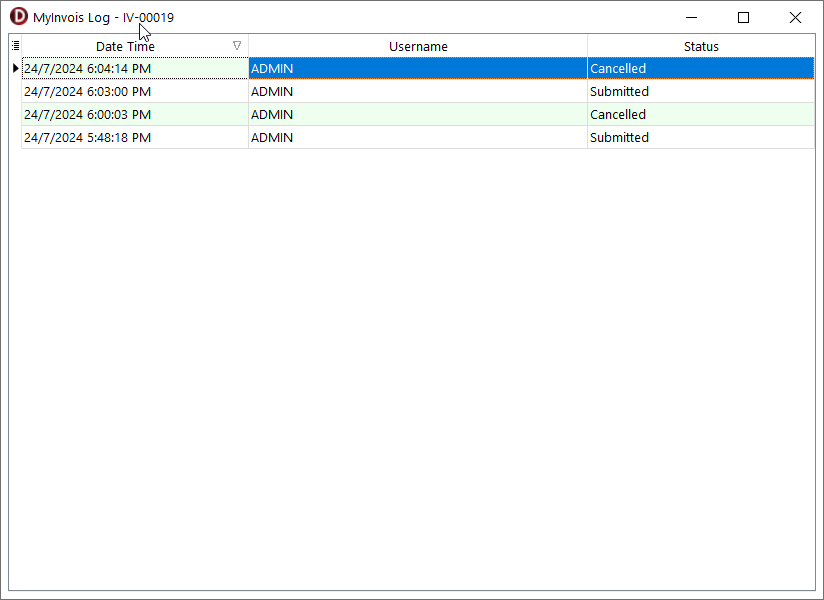 MyInvois Log - IV-00019
Date Time Username Status
24/7/2024 6:04:14 PM ADMIN Cancelled
24/7/2024 6:03:00 PM ADMIN Submitted
24/7/2024 6:00:03 PM ADMIN Cancelled
24/7/2024 5:48:18 PM ADMIN Submitted